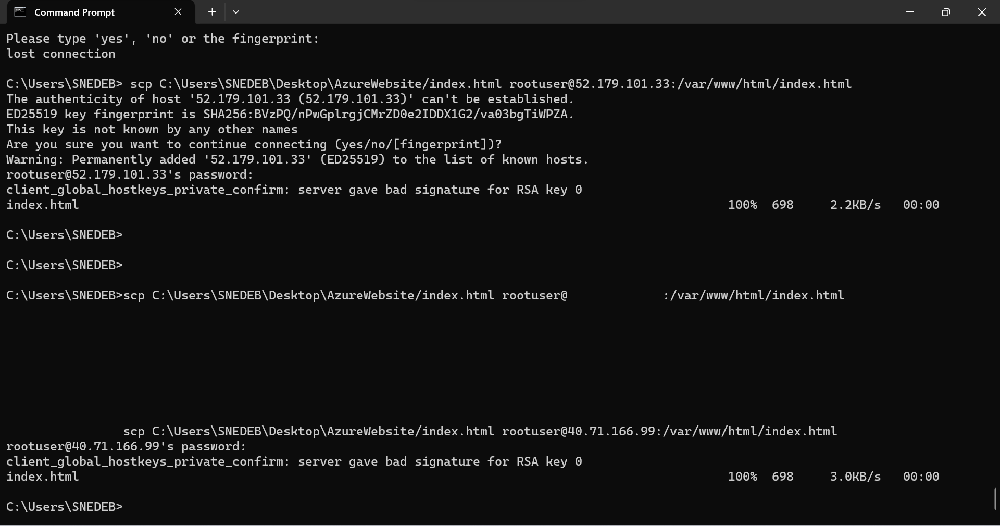 Command Prompt
Please type 'yes', 'no' or the fingerprint:
lost connection
C:\Users\SNEDEB> scp C:\Users\SNEDEB\Desktop\AzureWebsite/index.html rootuser@52.179.101.33:/var/www/html/index.html
The authenticity of host '52.179.101.33 (52.179.101.33)' can't be established.
ED25519 key fingerprint is SHA256:BVzPQ/nPwGplrgjCMrZD0e2IDDX1G2/va03bgTiWPZA.
This key is not known by any other names
Are you sure you want to continue connecting (yes/no/[fingerprint])?
Warning: Permanently added '52.179.101.33' (ED25519) to the list of known hosts.
rootuser@52.179.101.33's password:
client_global_hostkeys_private_confirm: server gave bad signature for RSA key 0
index.html 100% 698 2.2KB/s 00:00
C:\Users\SNEDEB>
C:\Users\SNEDEB>
C:\Users\SNEDEB>scp C:\Users\SNEDEB\Desktop\AzureWebsite/index.html rootuser@ :/var/www/html/index.html
scp C:\Users\SNEDEB\Desktop\AzureWebsite/index.html rootuser@40.71.166.99:/var/www/html/index.html
rootuser@40.71.166.99's password:
client_global_hostkeys_private_confirm: server gave bad signature for RSA key 0
index.html 100% 698 3.0KB/s 00:00
C:\Users\SNEDEB>